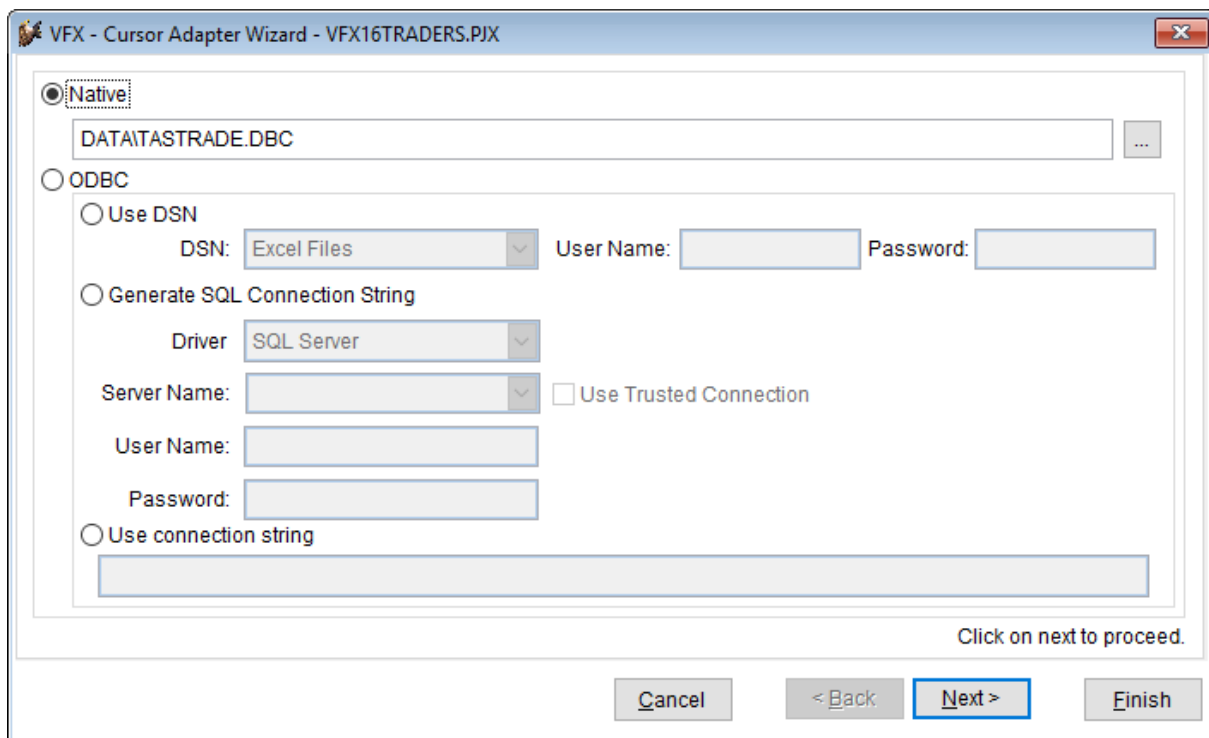 VFX - Cursor Adapter Wizard - VFX16TRADERS.PJX
Native
DATA\TASTRADE.DBC ...
ODBC
Use DSN
DSN: Excel Files User Name: Password:
Generate SQL Connection String
Driver SQL Server
Server Name: Use Trusted Connection
User Name:
Password:
Use connection string
Click on next to proceed.
Cancel < Back Next > Finish